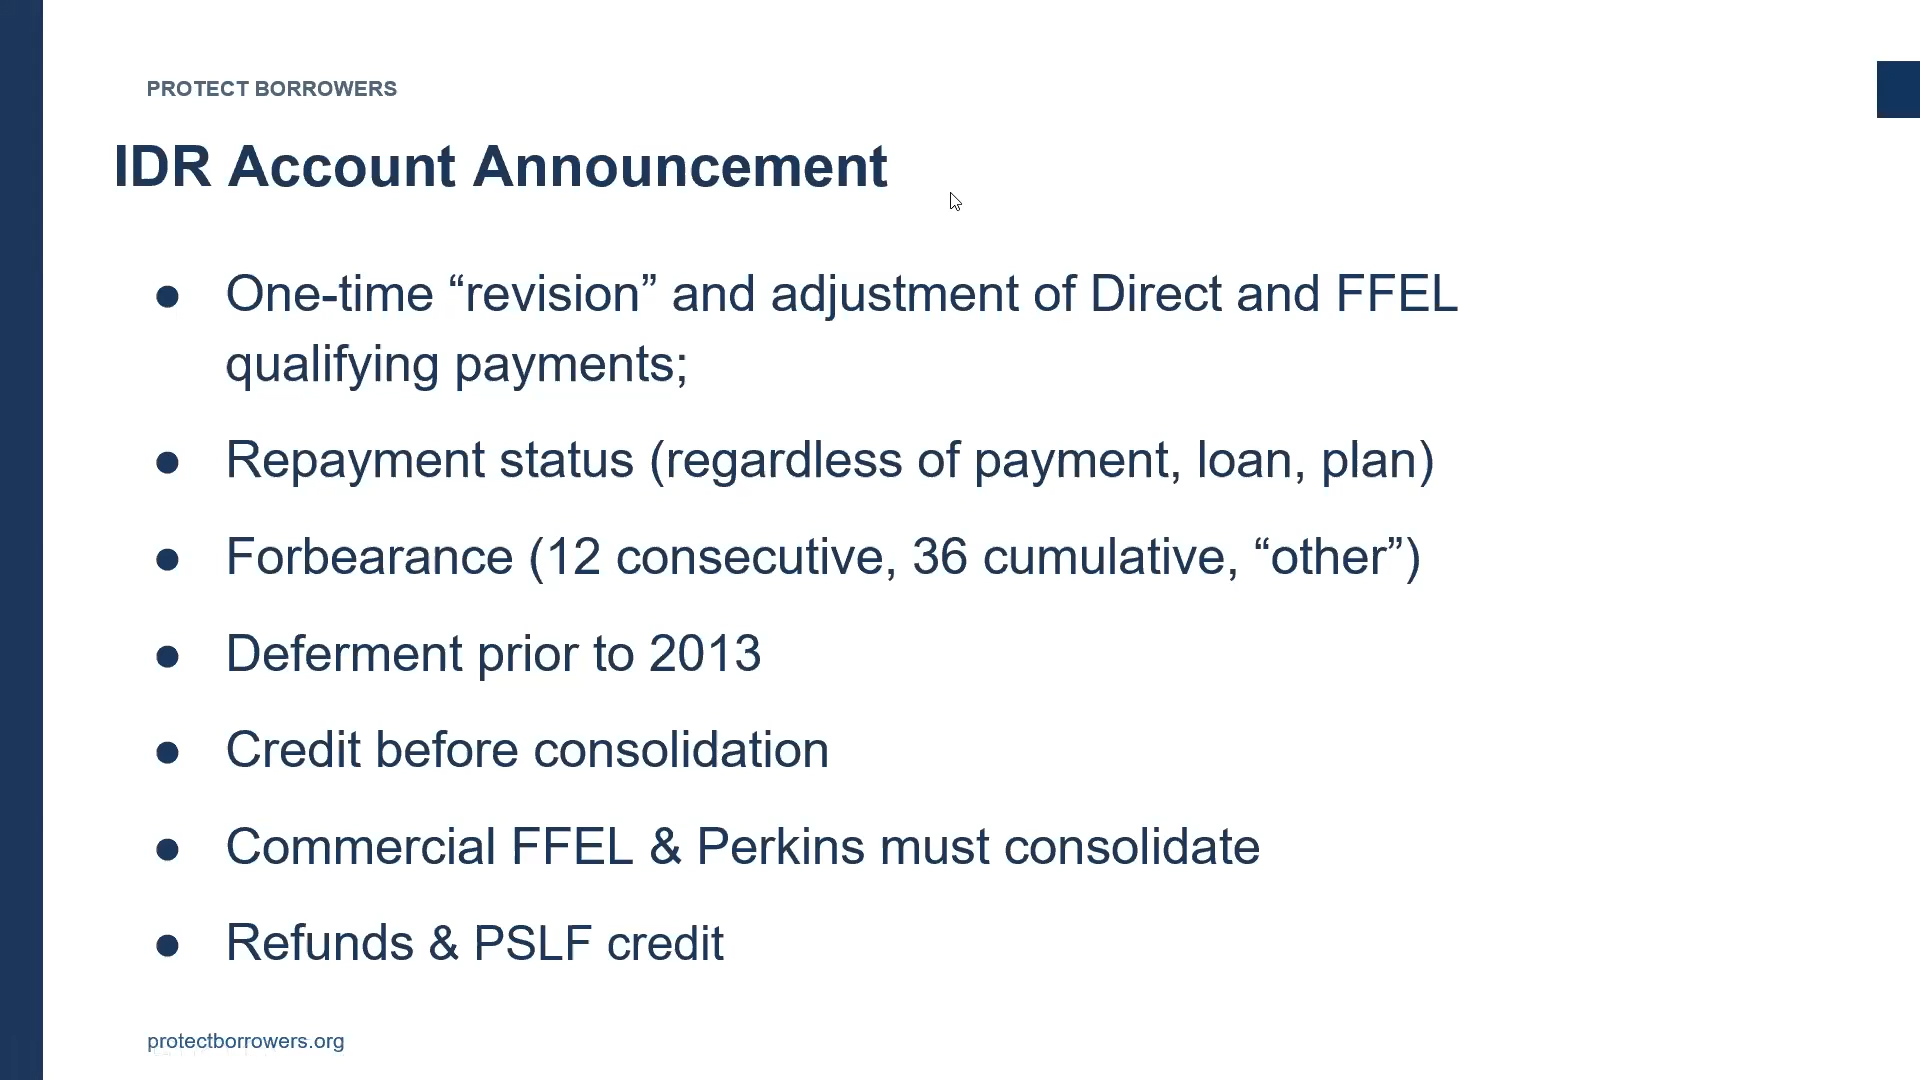 PROTECT BORROWERS
IDR Account Announcement
● One-time “revision” and adjustment of Direct and FFEL
qualifying payments;
● Repayment status (regardless of payment, loan, plan)
● Forbearance (12 consecutive, 36 cumulative, “other”)
● Deferment prior to 2013
● Credit before consolidation
● Commercial FFEL & Perkins must consolidate
● Refunds & PSLF credit
protectborrowers.org